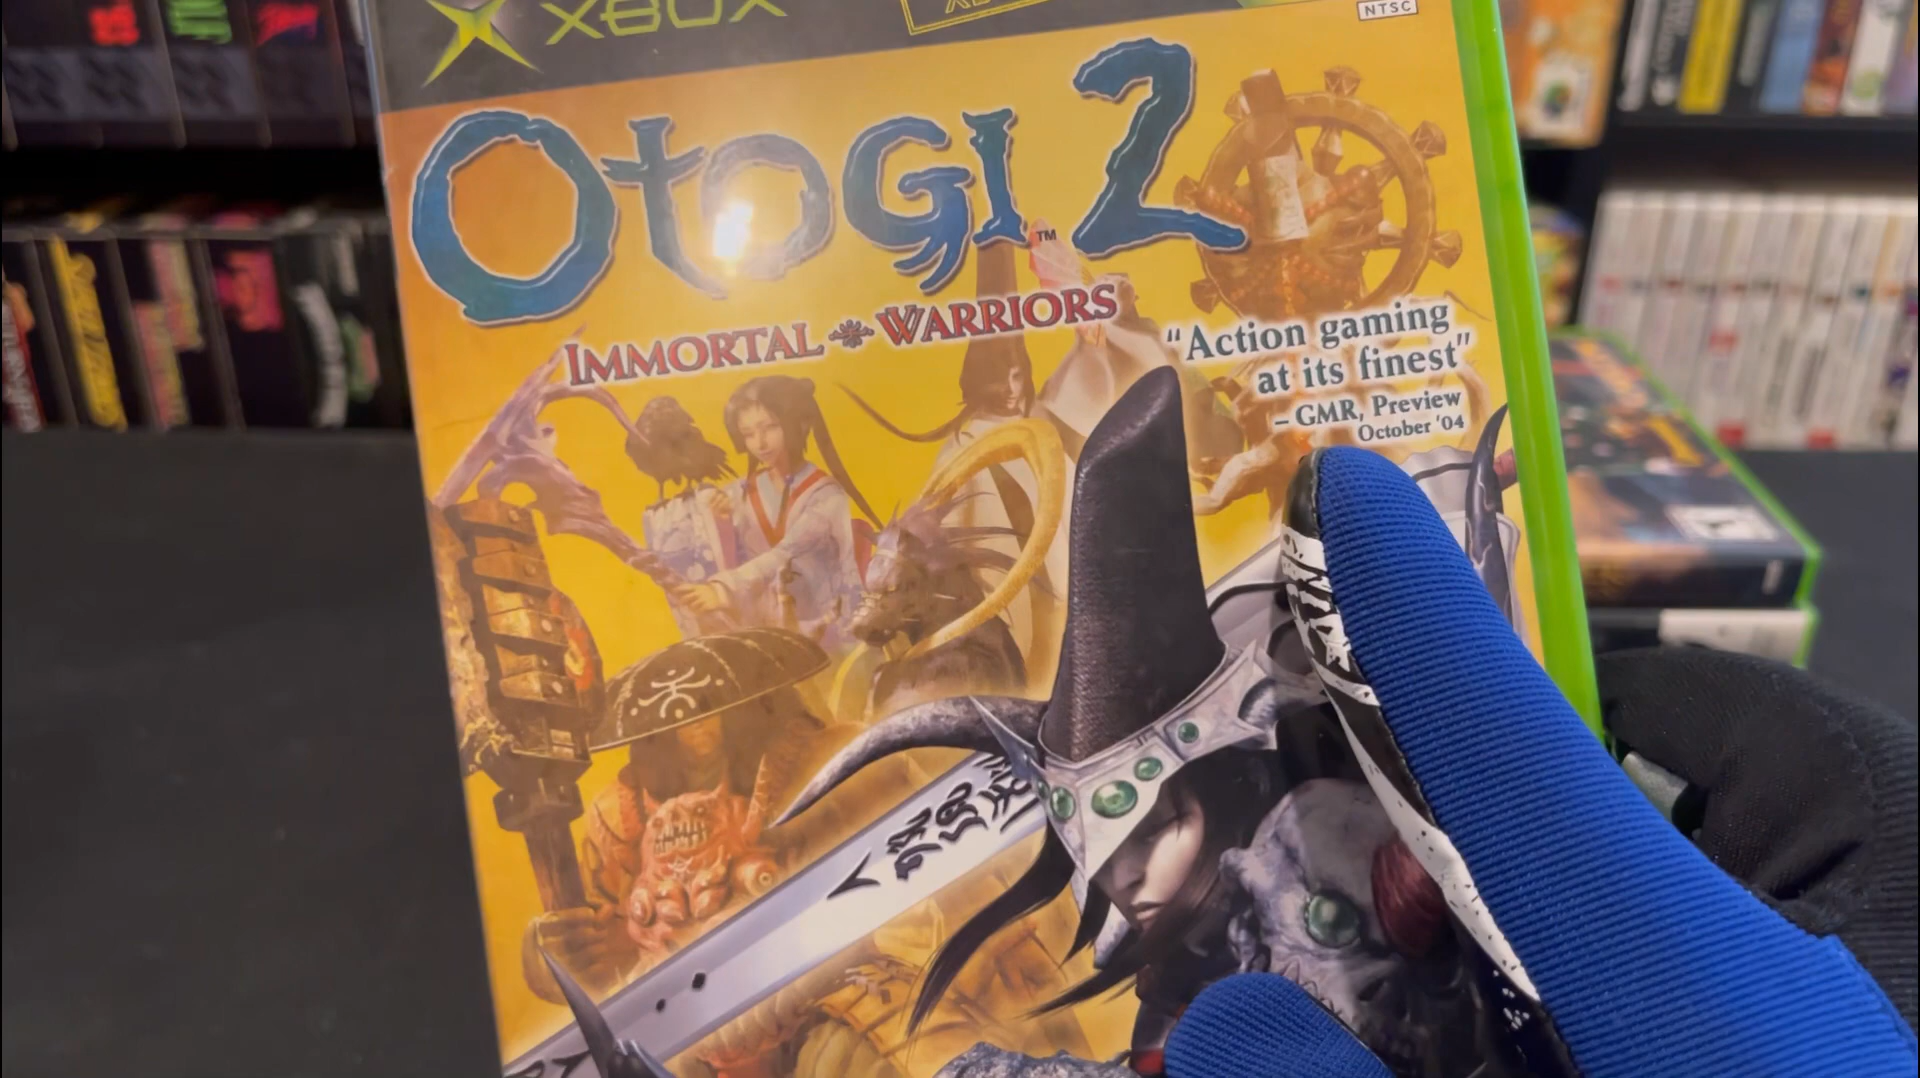 XBOX
NTSC
OTOGI 2
TM
IMMORTAL WARRIORS
"Action gaming
at its finest"
– GMR, Preview
October '04